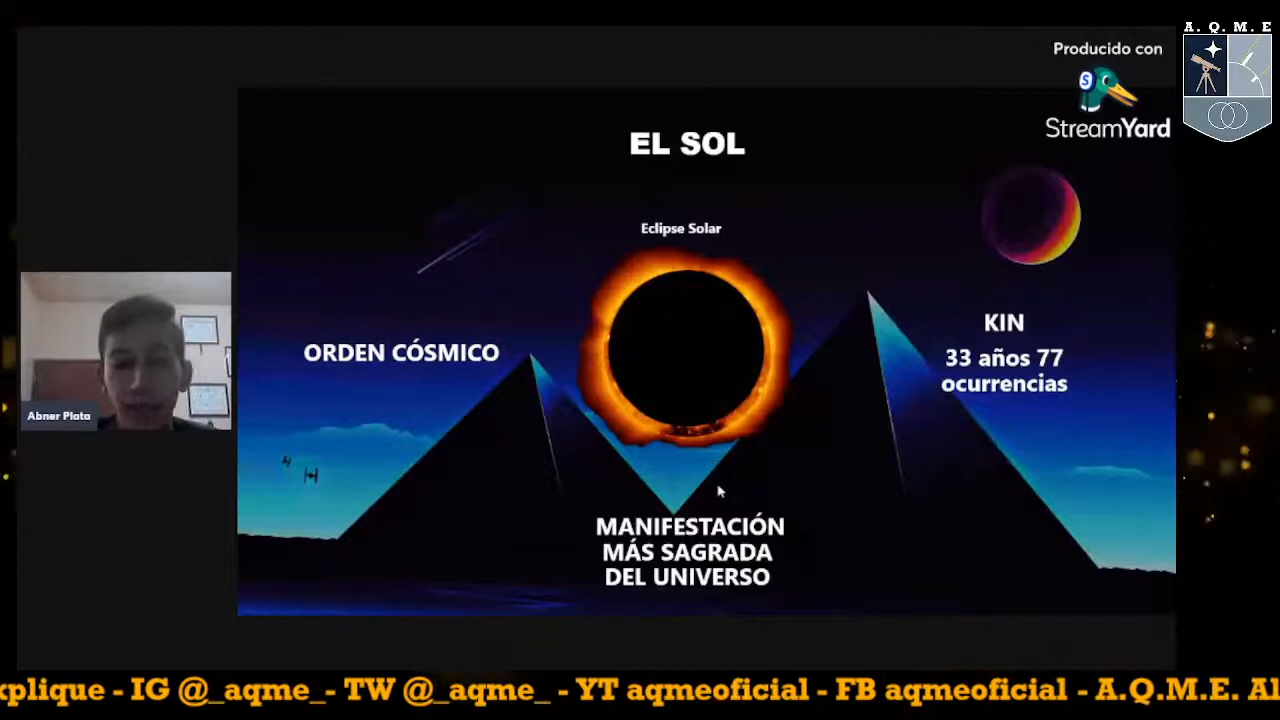 A. Q. M. E
Producido con
StreamYard
EL SOL
Eclipse Solar
ORDEN CÓSMICO
KIN
33 años 77
ocurrencias
Abner Plata
MANIFESTACIÓN
MÁS SAGRADA
DEL UNIVERSO
xplique - IG @_aqme_- TW @_aqme_ - YT aqmeoficial - FB aqmeoficial - A.Q.M.E. Al